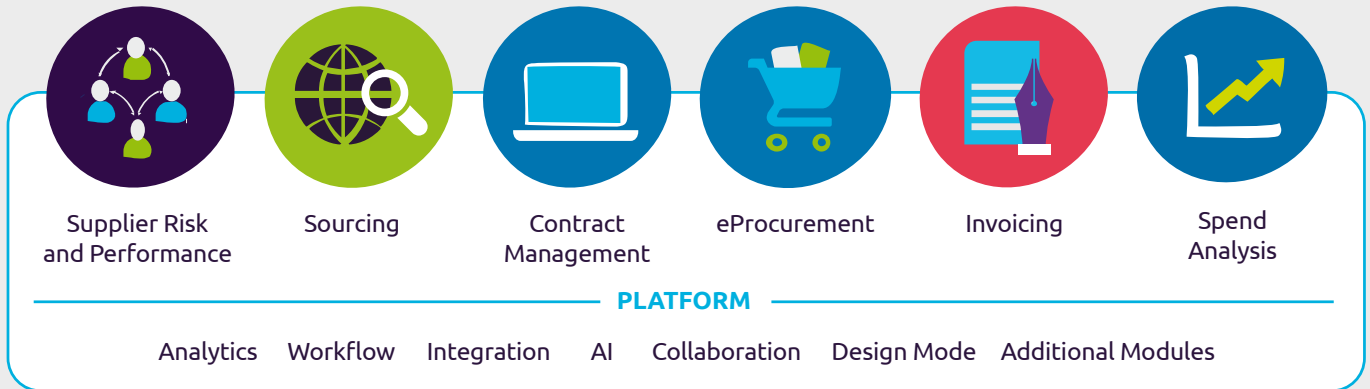 Supplier Risk
and Performance
Sourcing
Contract
Management
eProcurement
Invoicing
Spend
Analysis
PLATFORM
Analytics Workflow Integration AI Collaboration Design Mode Additional Modules